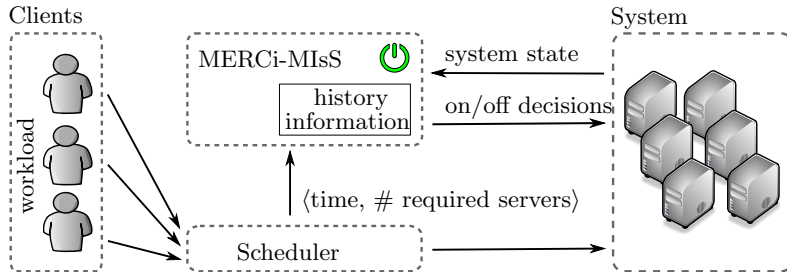 Clients
System
MERCi-MIsS
system state
history
information
on/off decisions
workload
⟨time, # required servers⟩
Scheduler